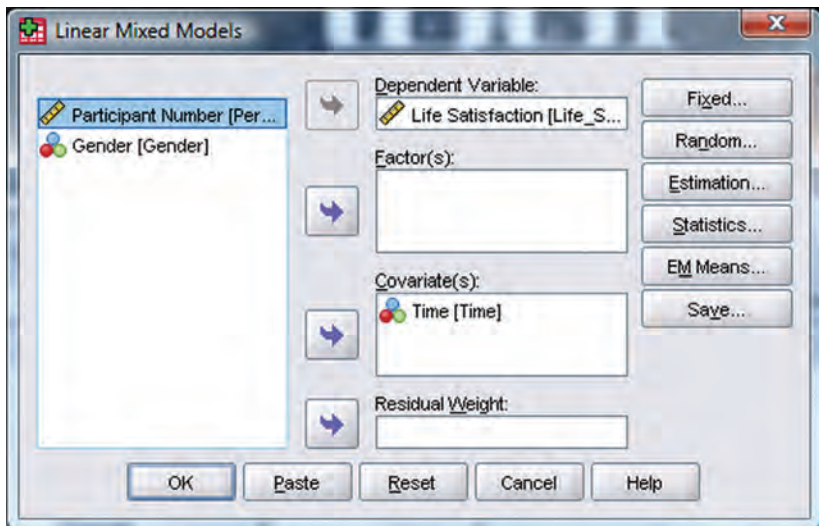 Linear Mixed Models
Participant Number [Per...
Gender [Gender]
Dependent Variable:
Life Satisfaction [Life_S...
Factor(s):
Covariate(s):
Time [Time]
Residual Weight:
Fixed...
Random...
Estimation...
Statistics...
EM Means...
Save...
OK Paste Reset Cancel Help